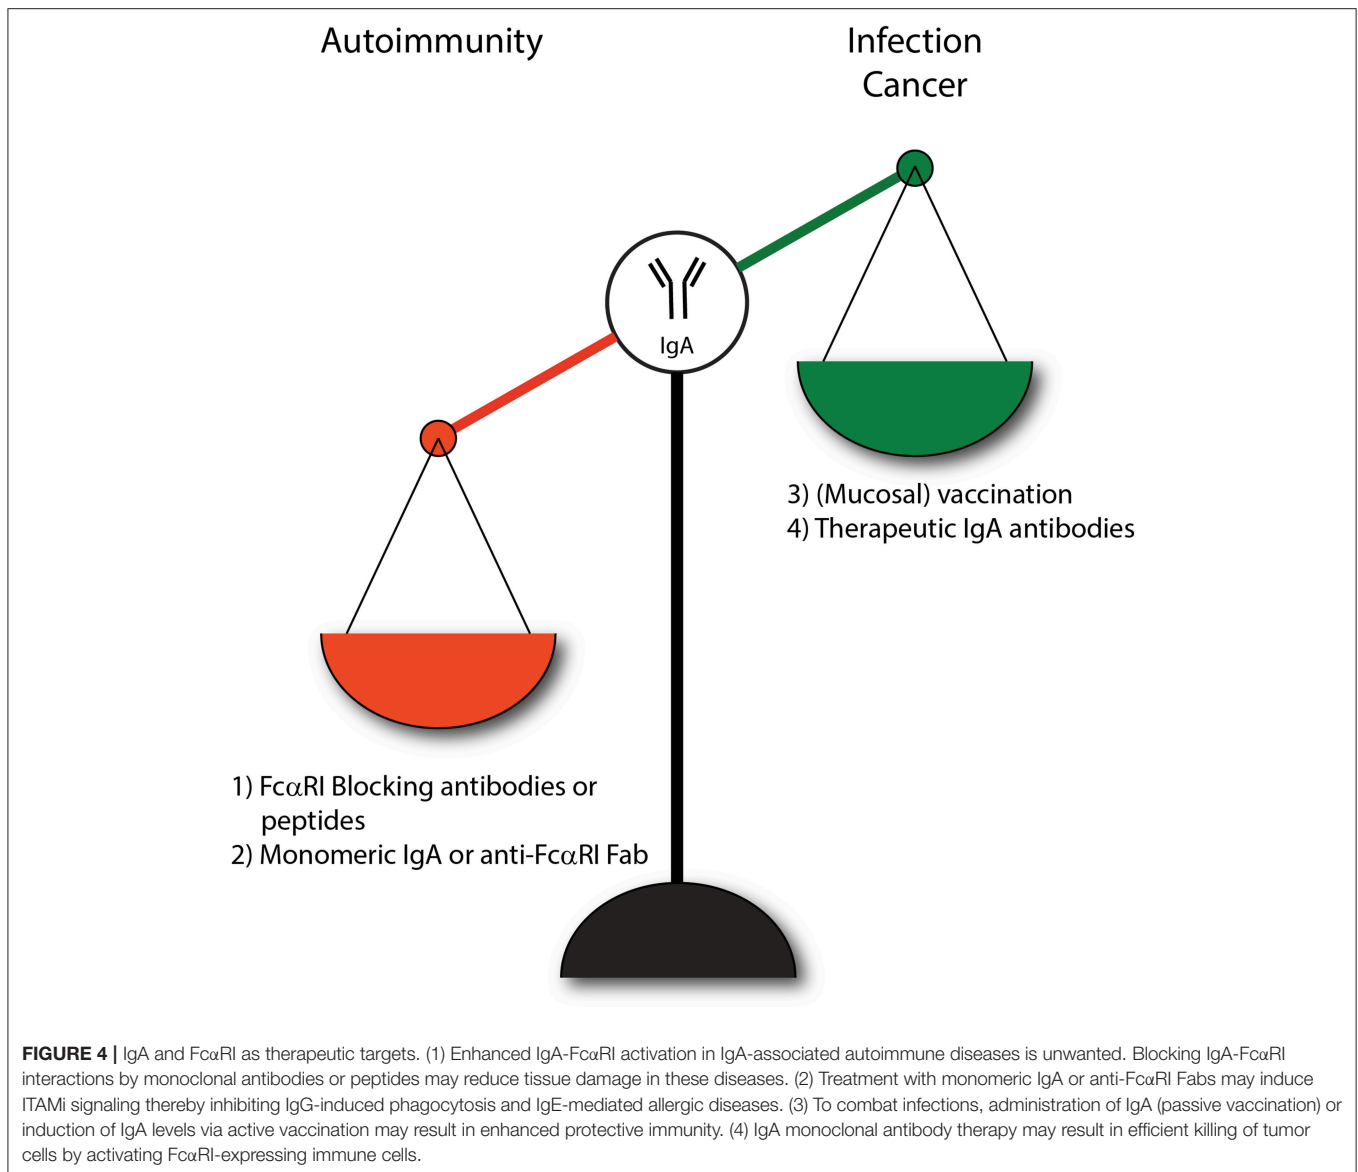 Autoimmunity
Infection
Cancer
IgA
3) (Mucosal) vaccination
4) Therapeutic IgA antibodies
1) FcαRI Blocking antibodies or
peptides
2) Monomeric IgA or anti-FcαRI Fab
FIGURE 4 | IgA and FcαRI as therapeutic targets. (1) Enhanced IgA-FcαRI activation in IgA-associated autoimmune diseases is unwanted. Blocking IgA-FcαRI
interactions by monoclonal antibodies or peptides may reduce tissue damage in these diseases. (2) Treatment with monomeric IgA or anti-FcαRI Fabs may induce
ITAMi signaling thereby inhibiting IgG-induced phagocytosis and IgE-mediated allergic diseases. (3) To combat infections, administration of IgA (passive vaccination) or
induction of IgA levels via active vaccination may result in enhanced protective immunity. (4) IgA monoclonal antibody therapy may result in efficient killing of tumor
cells by activating FcαRI-expressing immune cells.